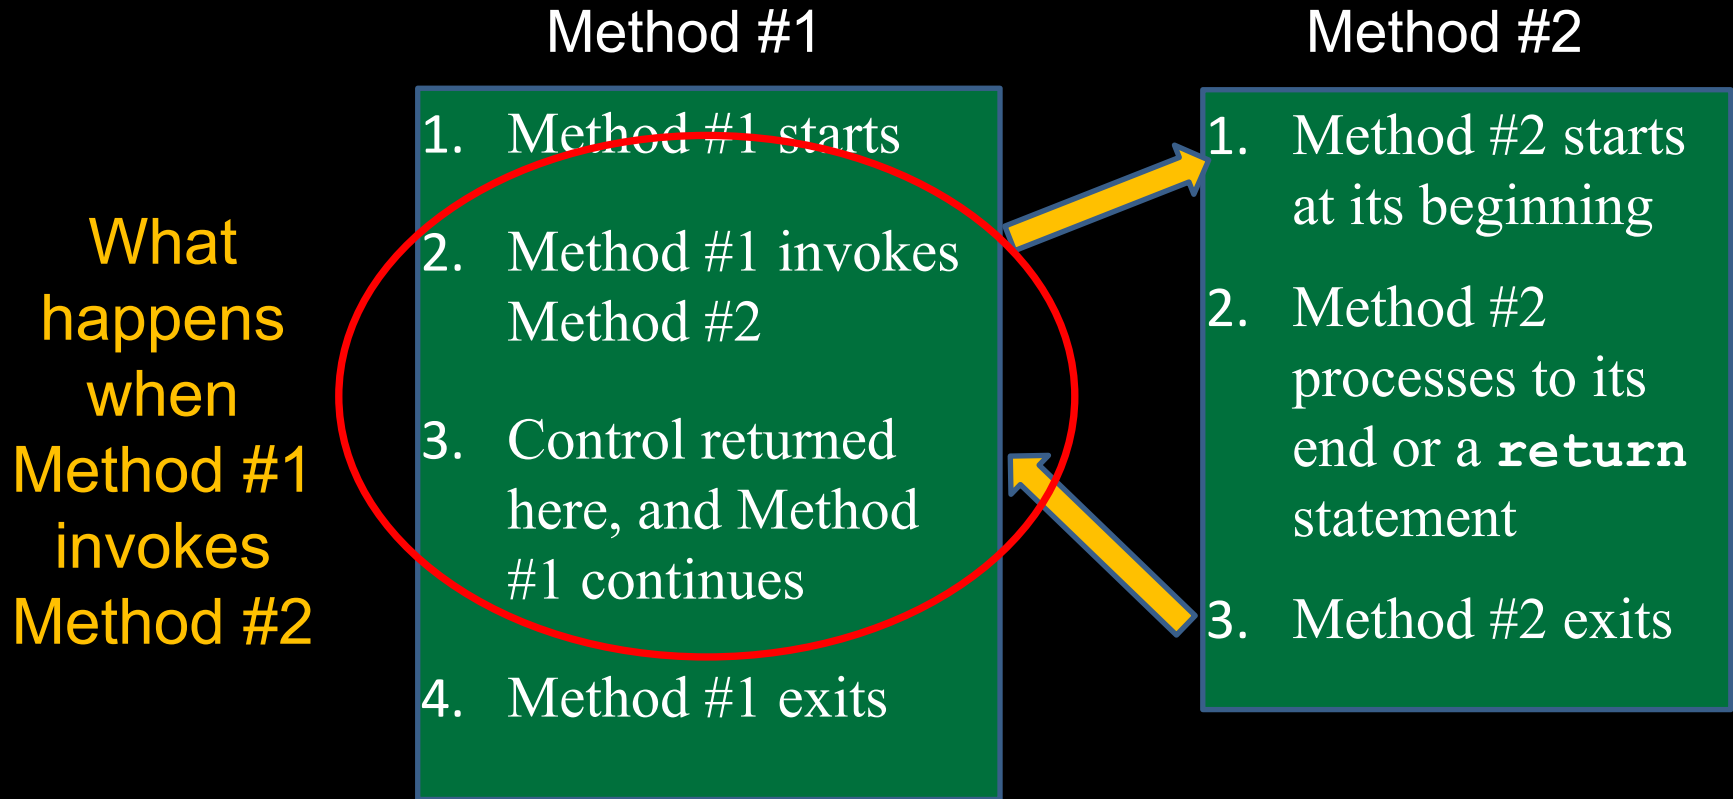 What
happens
when
Method #1
invokes
Method #2
Method #1
1. Method #1 starts
2. Method #1 invokes
Method #2
3. Control returned
here, and Method
#1 continues
4. Method #1 exits
Method #2
1. Method #2 starts
at its beginning
2. Method #2
processes to its
end or a return
statement
3. Method #2 exits